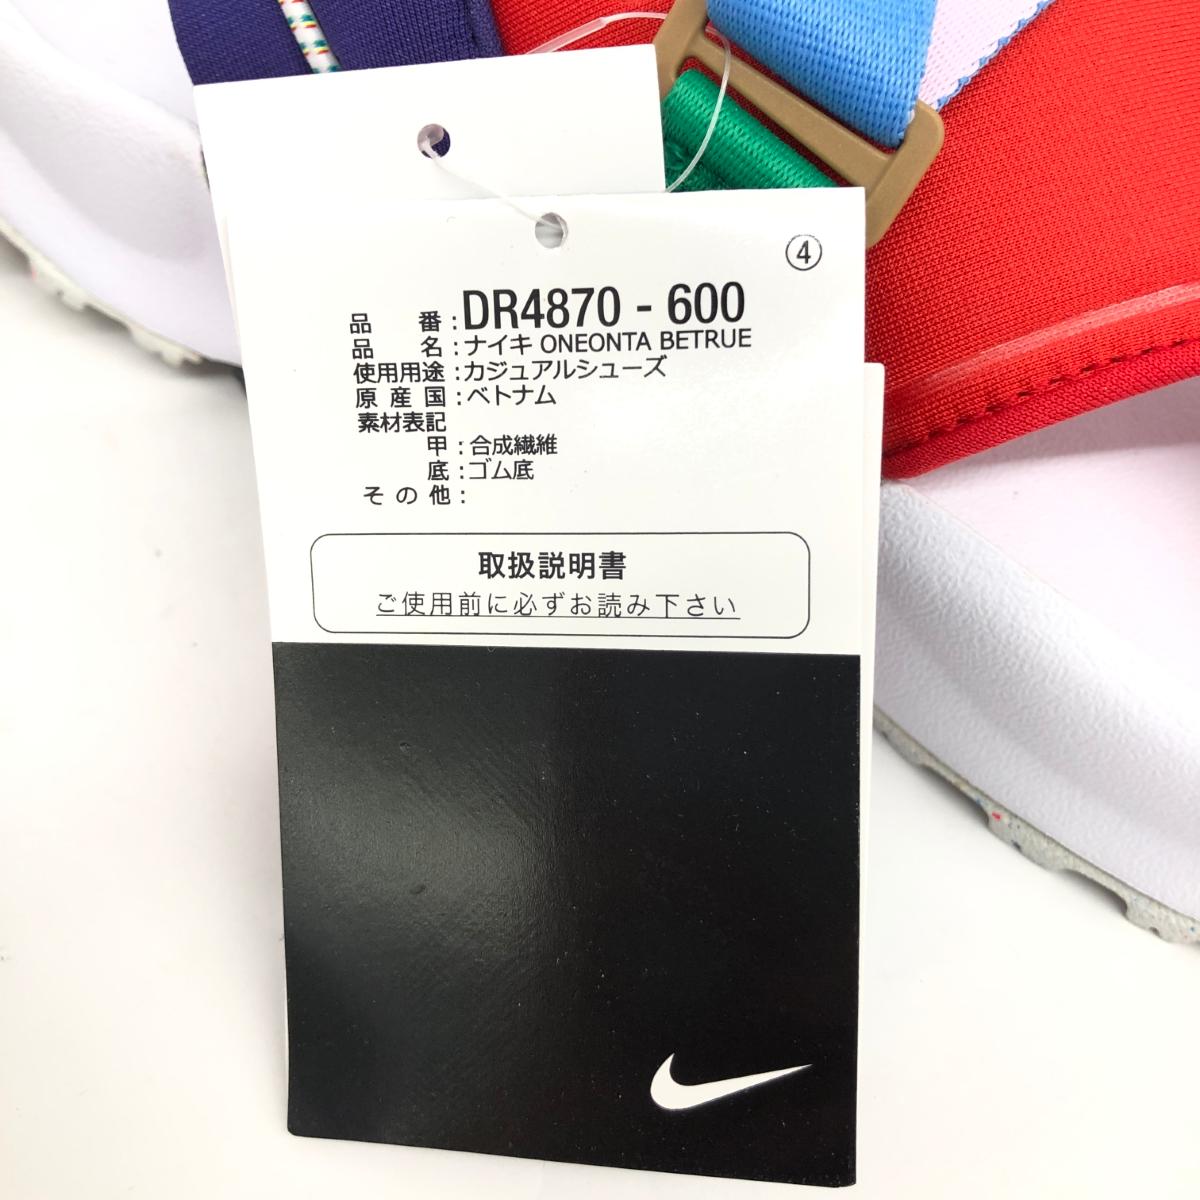 ④
品 番:DR4870 - 600
品 名:ナイキ ONEONTA BETRUE
使用用途:カジュアルシューズ
原 産 国:ベトナム
素材表記
甲:合成繊維
底:ゴム底
そ の 他:
取扱説明書
ご使用前に必ずお読み下さい